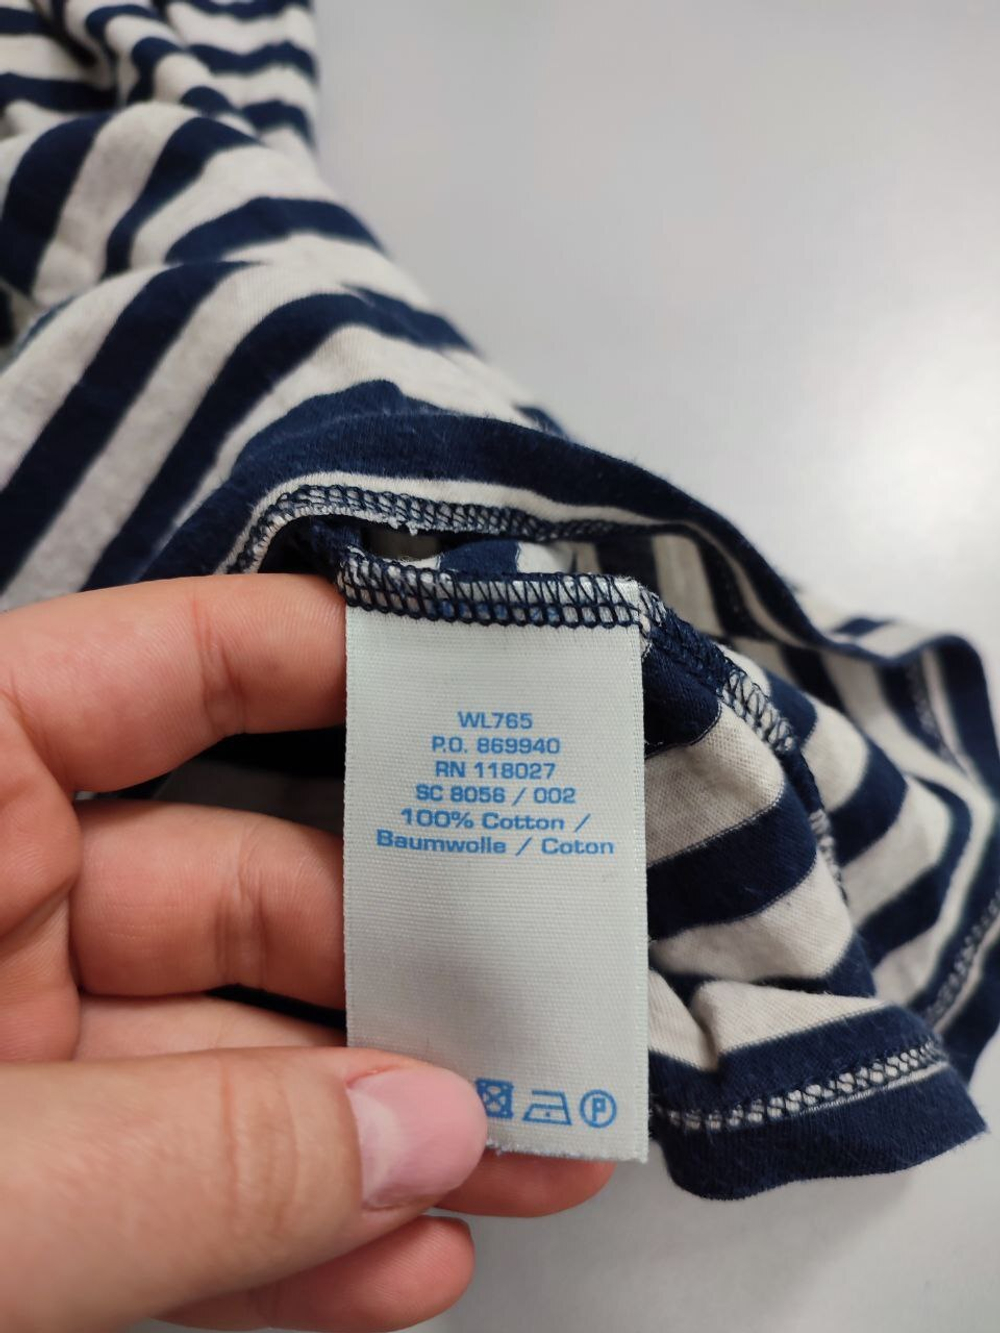 WL765
P.O. 869940
RN 118027
SC 8056 / 002
100% Cotton /
Baumwolle / Coton
P